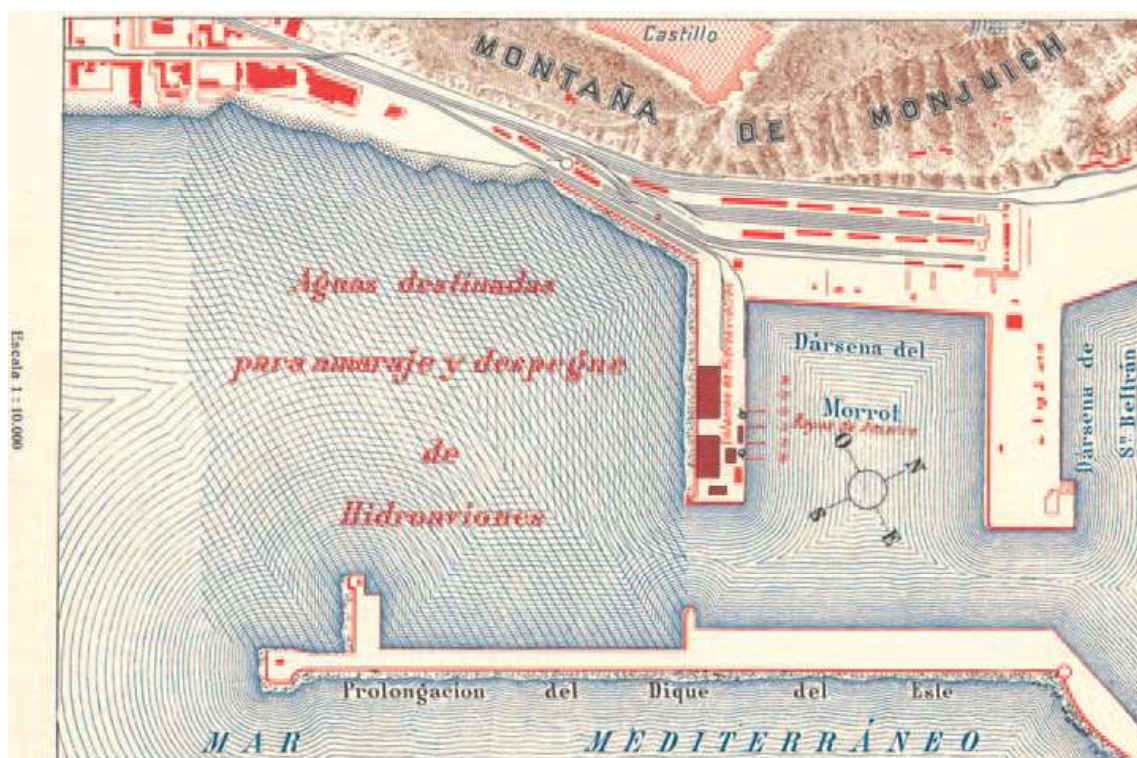 Castillo
MONTAÑA DE MONJUICH
Escala 1 : 10.000
Aguas destinadas
para amaraje y despegue
de
Hidroaviones
Dársena del
Morrot
O
N
S
E
Dársena de
Sⁿ. Beltrán
Prolongacion del Dique del Este
MAR MEDITERRÁNEO